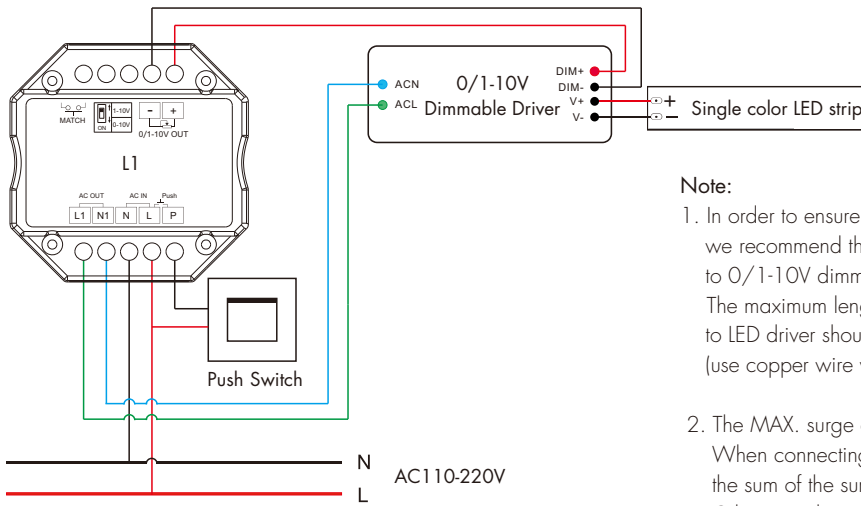 MATCH
1-10V
0-10V
ON
- +
0/1-10V OUT
L1
AC OUT AC IN Push
L1 N1 N L P
Push Switch
ACN
ACL
0/1-10V
Dimmable Driver
DIM+
DIM-
V+
V-
+
−
Single color LED strip
N
L
AC110-220V
Note:
1. In order to ensure
we recommend th
to 0/1-10V dimm
The maximum leng
to LED driver shou
(use copper wire v
2. The MAX. surge
When connecting
the sum of the su